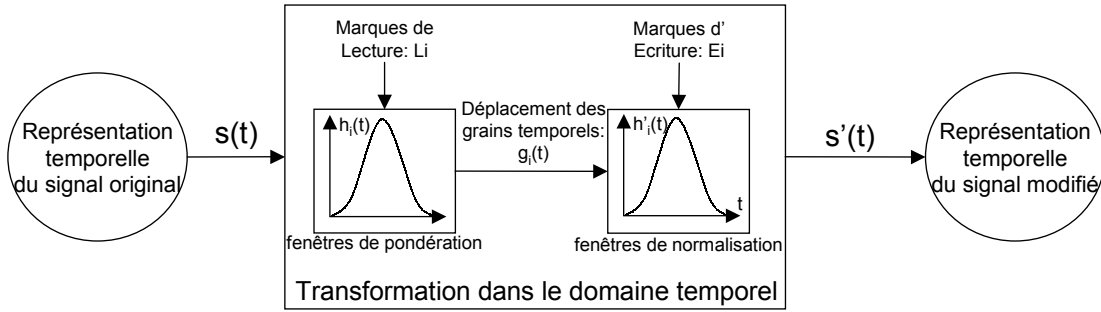 Représentation
temporelle
du signal original
s(t)
Marques de
Lecture: Li
hi(t)
fenêtres de pondération
Déplacement des
grains temporels:
gi(t)
Marques d'
Ecriture: Ei
h'i(t)
t
fenêtres de normalisation
Transformation dans le domaine temporel
s'(t)
Représentation
temporelle
du signal modifié